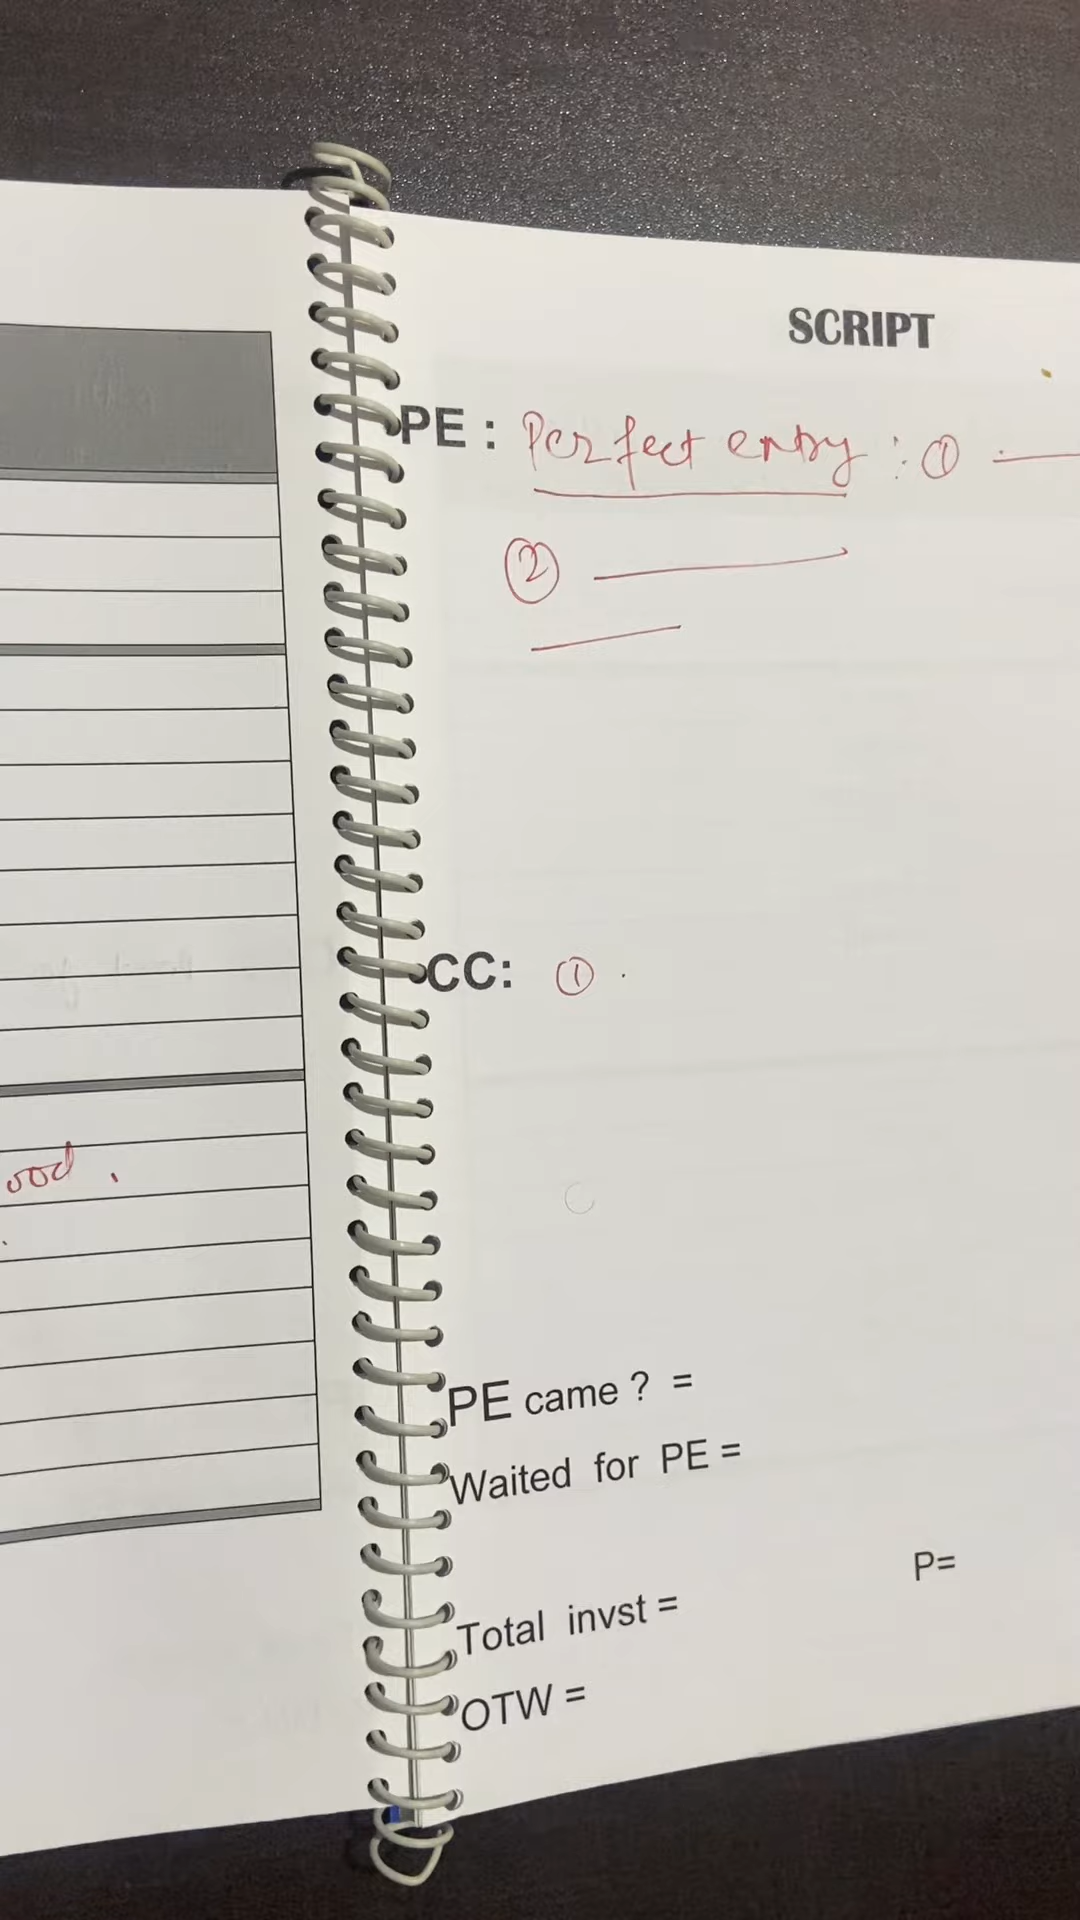 SCRIPT
PE : Perfect entry : ①
②
CC: ①
ood.
PE came ? =
Waited for PE =
P=
Total invst =
OTW =